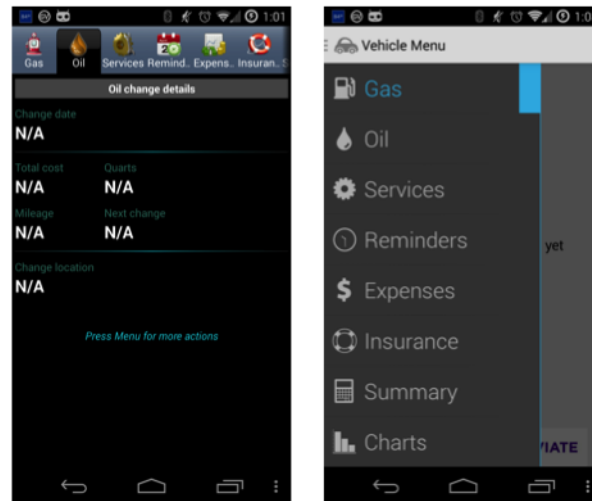 1:01
Gas Oil Services Remind.. Expens.. Insuran.. S
Oil change details
Change date
N/A
Total cost Quarts
N/A N/A
Mileage Next change
N/A N/A
Change location
N/A
Press Menu for more actions
1:0
Vehicle Menu
Gas
Oil
Services
Reminders
yet
Expenses
Insurance
Summary
Charts
VIATE